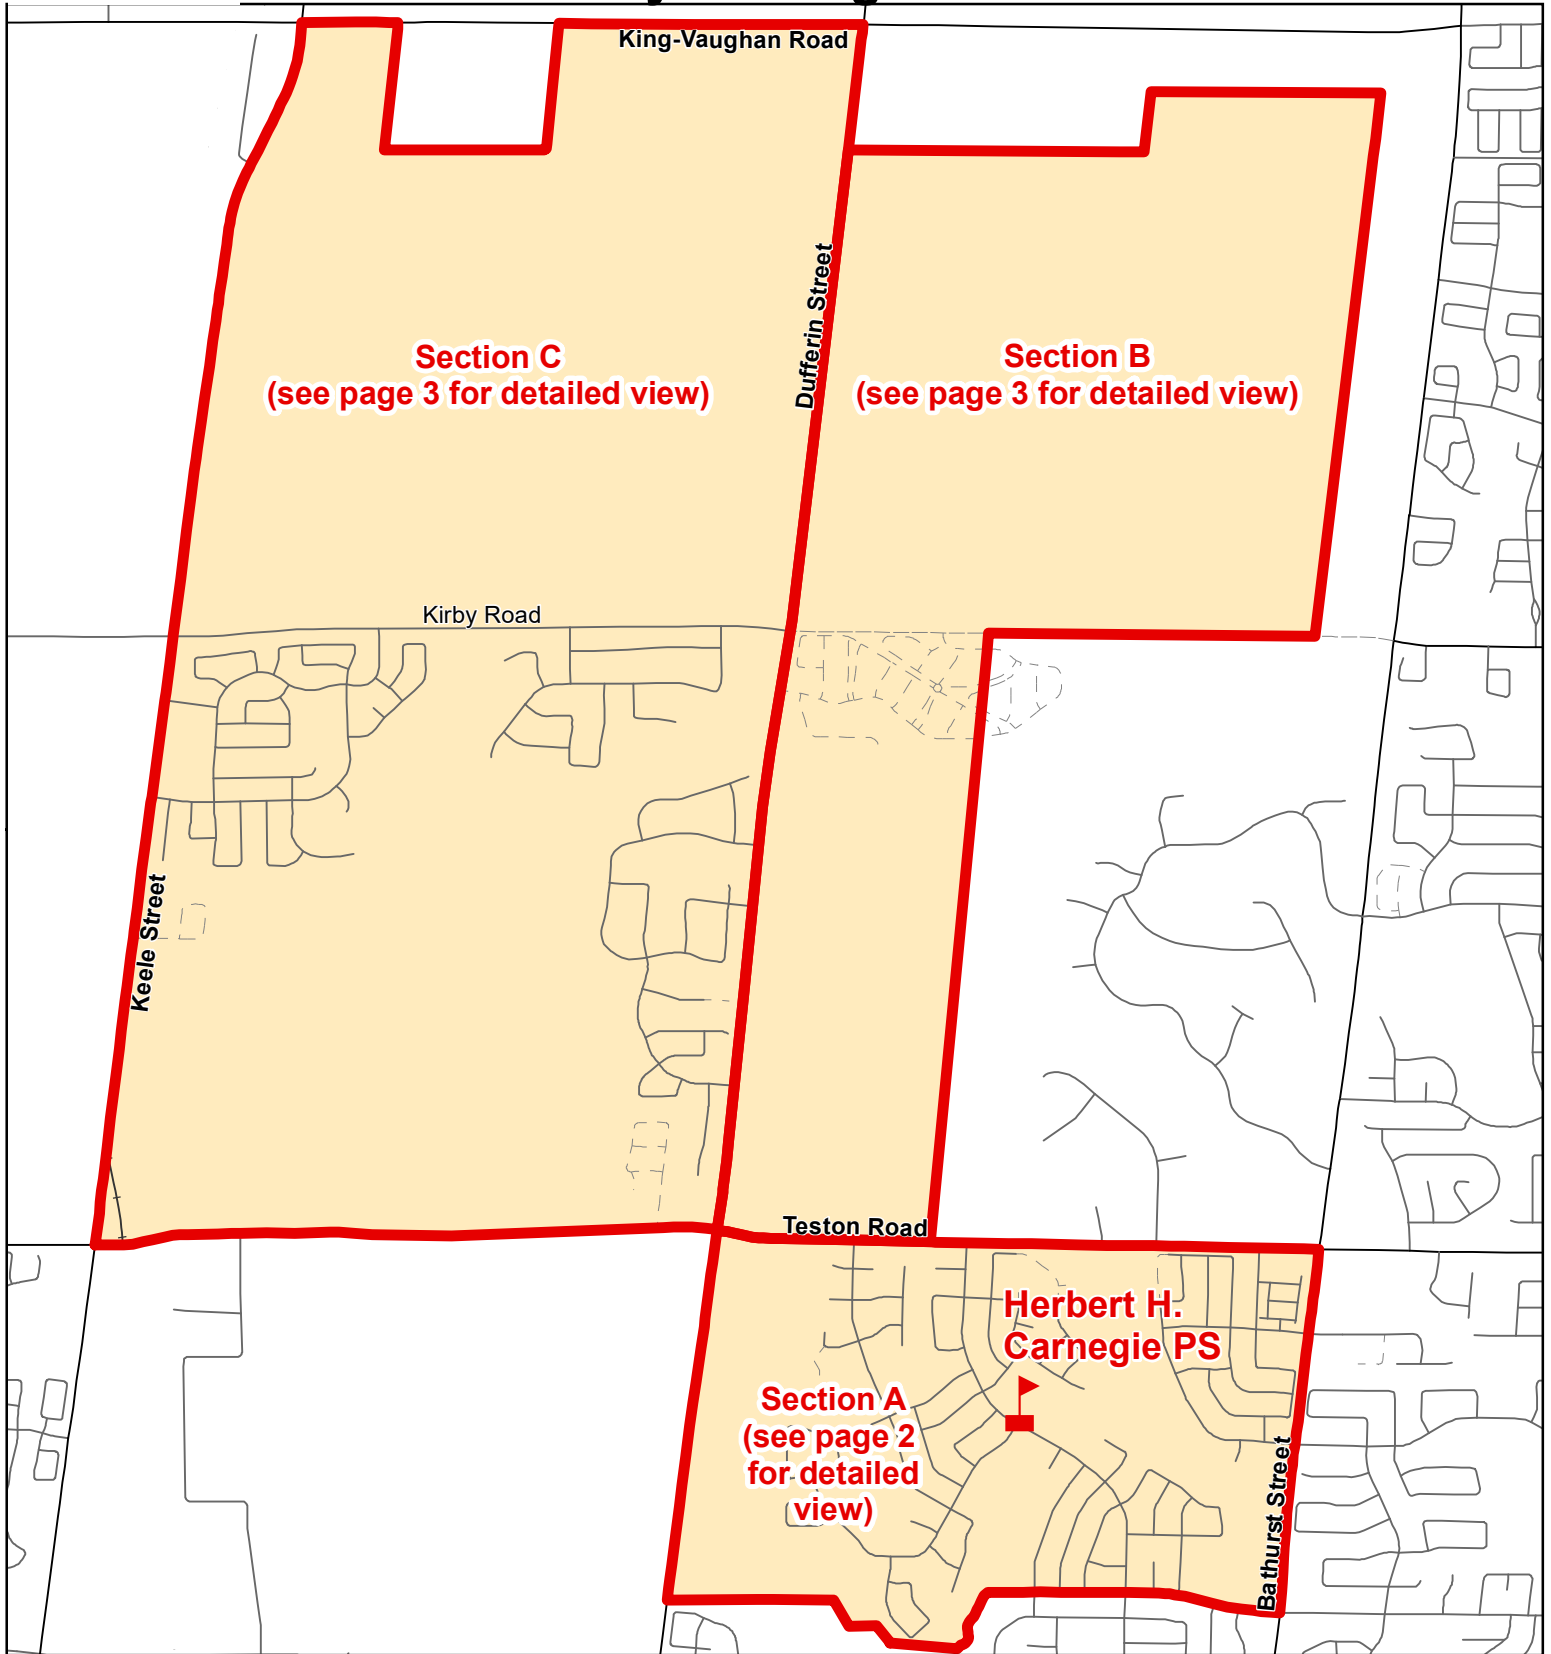 King-Vaughan Road
Dufferin Street
Section C
(see page 3 for detailed view)
Section B
(see page 3 for detailed view)
Kirby Road
Keele Street
Teston Road
Herbert H.
Carnegie PS
Section A
(see page 2
for detailed
view)
Bathurst Street